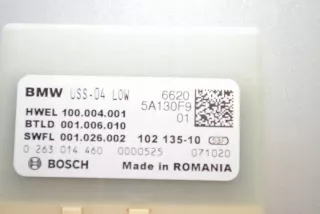 BMW USS-04 LOW 6620
5A130F9
01
HWEL 100.004.001
BTLD 001.006.010
SWFL 001.026.002 102 135-10
0 263 014 460 0000525 071020
BOSCH Made in ROMANIA